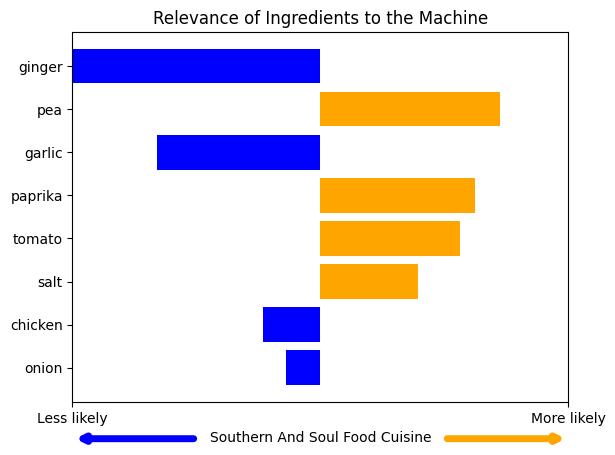 Relevance of Ingredients to the Machine
ginger
pea
garlic
paprika
tomato
salt
chicken
onion
Less likely More likely
Southern And Soul Food Cuisine